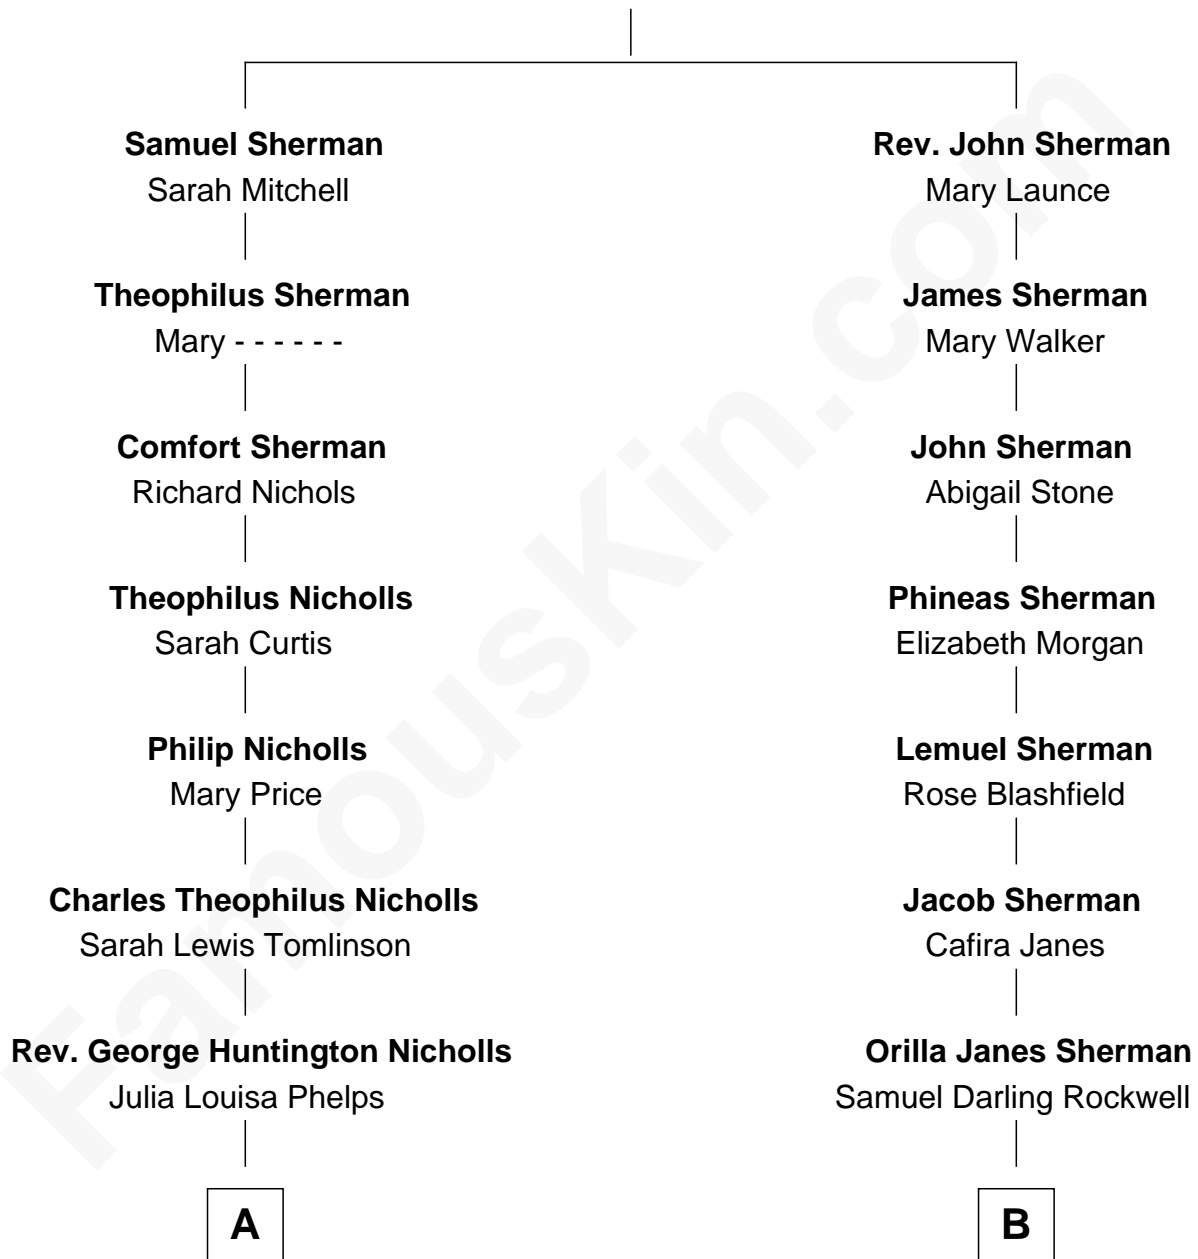 Samuel Sherman
Sarah Mitchell
Rev. John Sherman
Mary Launce
Theophilus Sherman
Mary - - - - - -
James Sherman
Mary Walker
Comfort Sherman
Richard Nichols
John Sherman
Abigail Stone
Theophilus Nicholls
Sarah Curtis
Phineas Sherman
Elizabeth Morgan
Philip Nicholls
Mary Price
Lemuel Sherman
Rose Blashfield
Charles Theophilus Nicholls
Sarah Lewis Tomlinson
Jacob Sherman
Cafira Janes
Rev. George Huntington Nicholls
Julia Louisa Phelps
Orilla Janes Sherman
Samuel Darling Rockwell
A
B
FamousKin.com